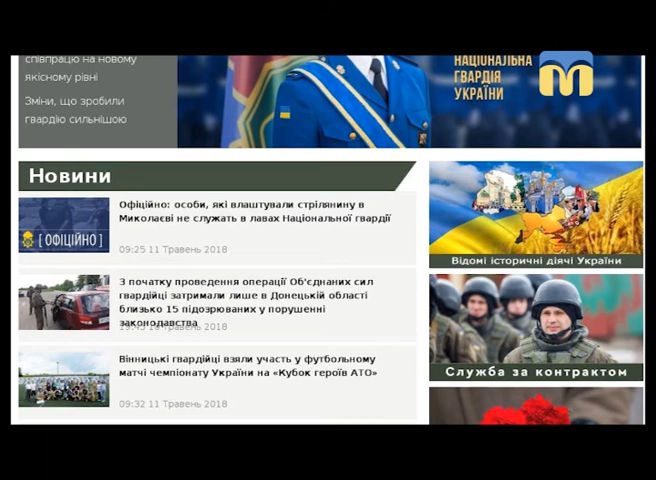 співпрацю на новому
якісному рівні
Зміни, що зробили
гвардію сильнішою
НАЦІОНАЛЬНА
ГВАРДІЯ
УКРАЇНИ
Новини
[ ОФІЦІЙНО ]
Офіційно: особи, які влаштували стрілянину в
Миколаєві не служать в лавах Національної гвардії
09:25 11 Травень 2018
З початку проведення операції Об'єднаних сил
гвардійці затримали лише в Донецькій області
близько 15 підозрюваних у порушенні
законодавства
11 Травень 2018
Вінницькі гвардійці взяли участь у футбольному
матчі чемпіонату України на «Кубок героїв АТО»
09:32 11 Травень 2018
Відомі історичні діячі України
Служба за контрактом